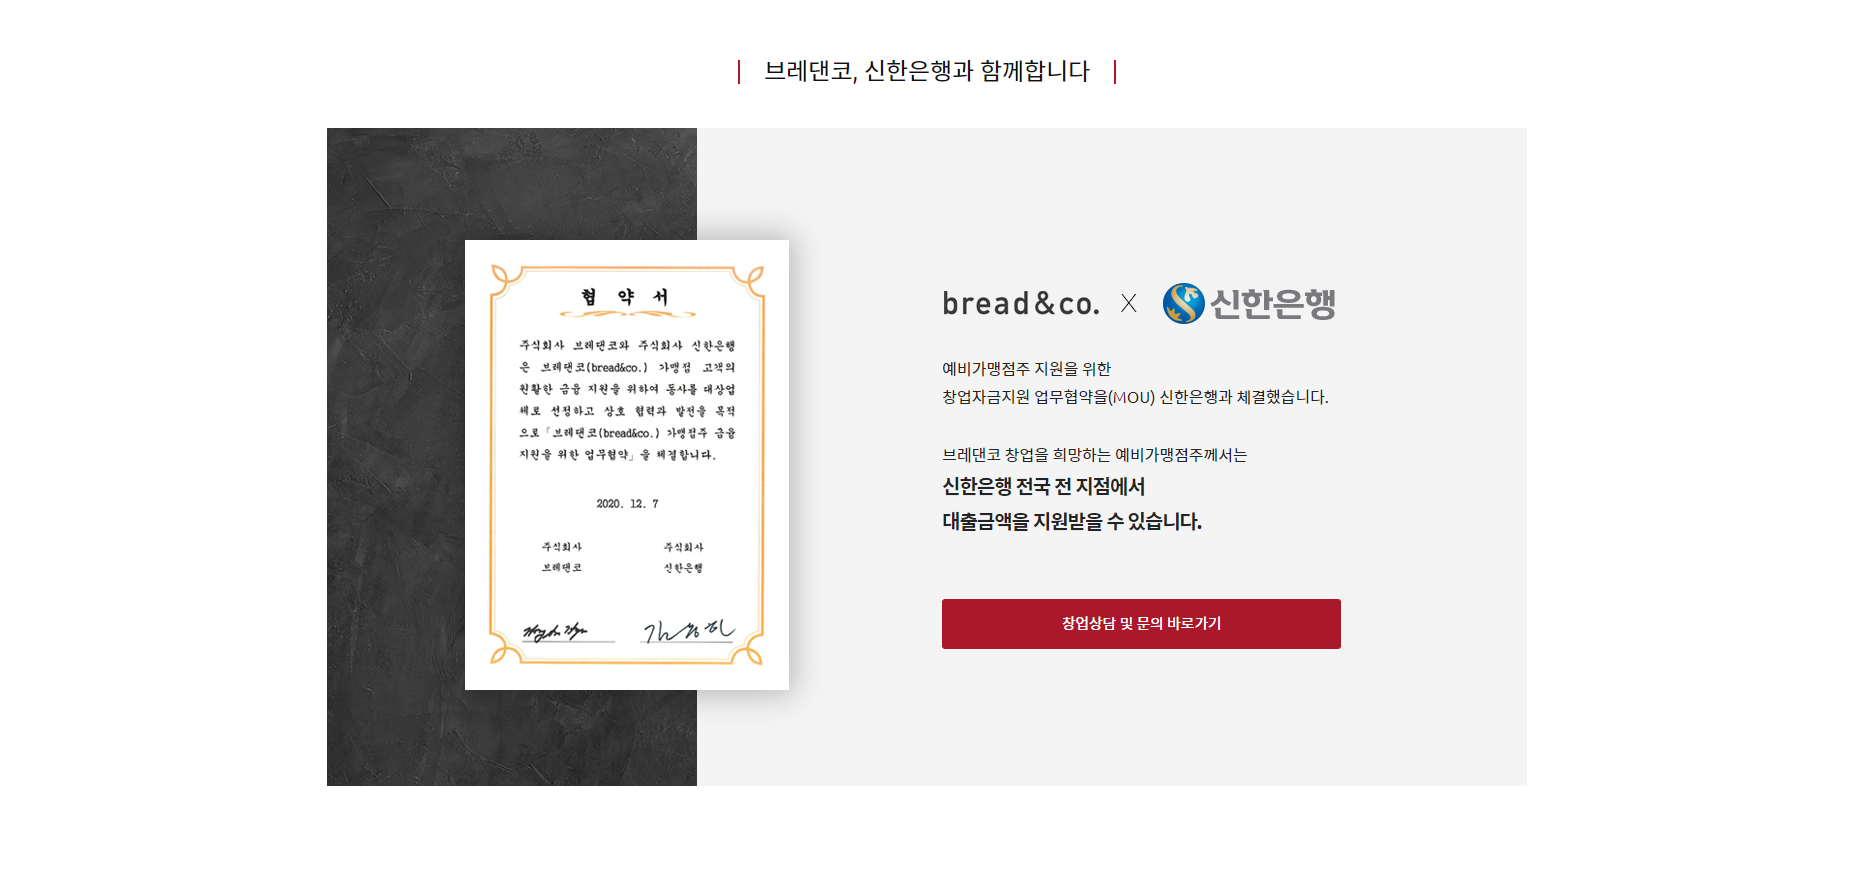 브레댄코, 신한은행과 함께합니다
협 약 서
주식회사 브레댄코와 주식회사 신한은행
은 브레댄코(bread&co.) 가맹점 고객의
원활한 금융 지원을 위하여 동사를 대상업
체로 선정하고 상호 협력과 발전을 목적
으로「브레댄코(bread&co.) 가맹점주 금융
지원을 위한 업무협약」을 체결합니다.
2020. 12. 7
주식회사 주식회사
브레댄코 신한은행
bread&co. X 신한은행
예비가맹점주 지원을 위한
창업자금지원 업무협약을(MOU) 신한은행과 체결했습니다.
브레댄코 창업을 희망하는 예비가맹점주께서는
신한은행 전국 전 지점에서
대출금액을 지원받을 수 있습니다.
창업상담 및 문의 바로가기